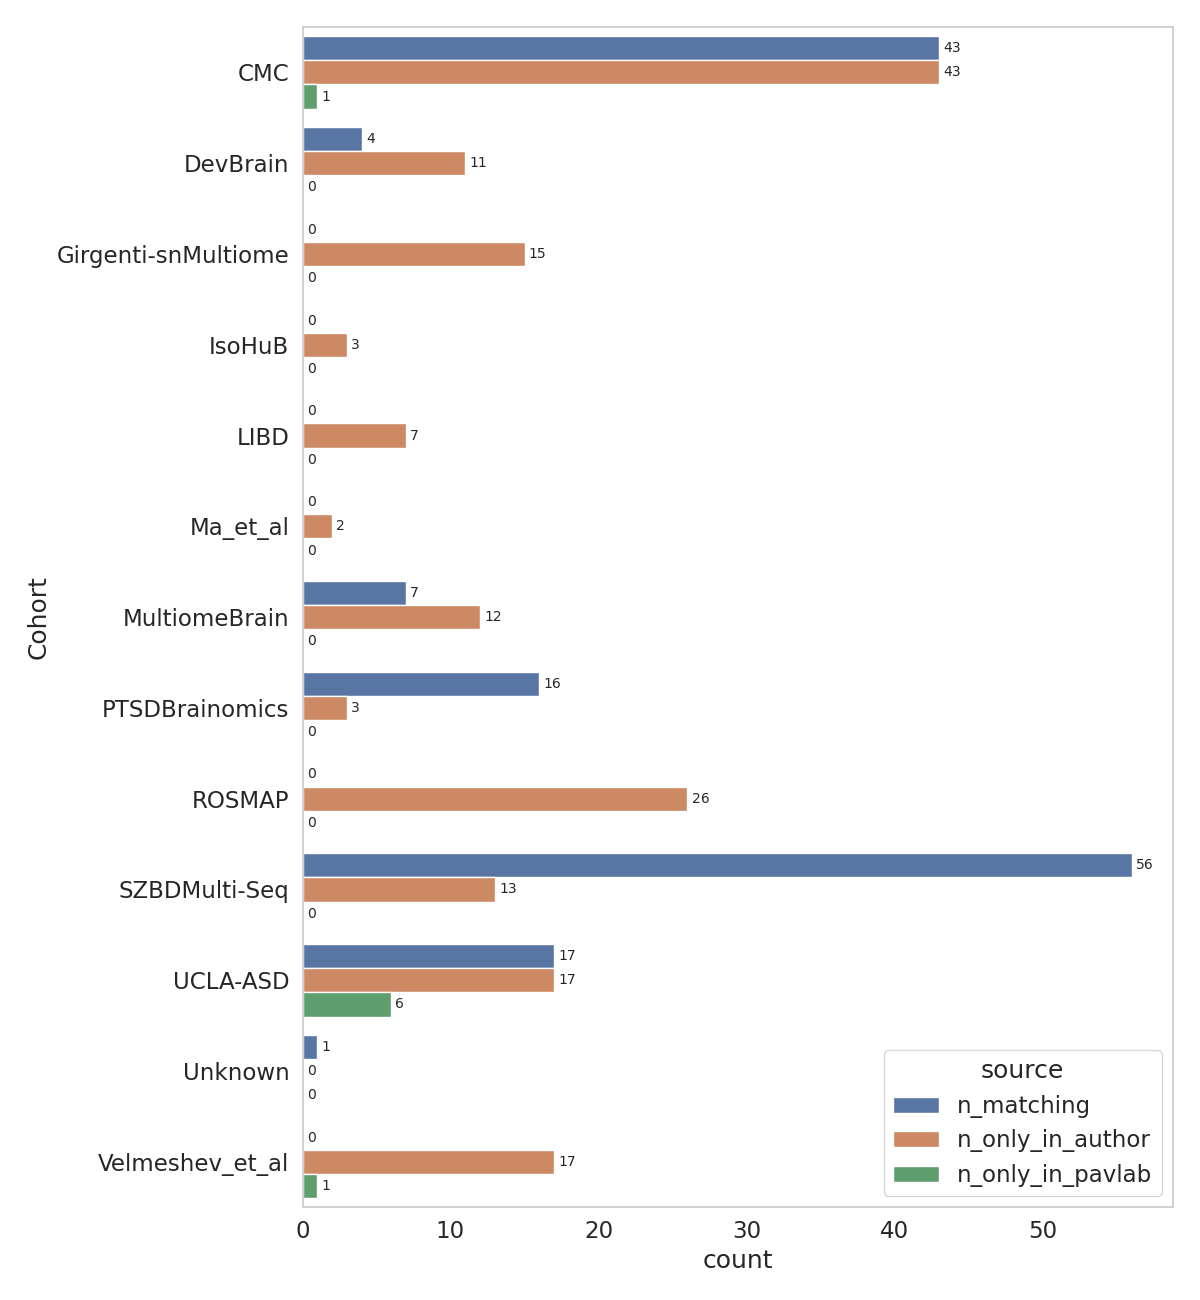 CMC
43
43
1
DevBrain
4
11
0
Girgenti-snMultiome
0
15
0
IsoHuB
0
3
0
LIBD
0
7
0
Ma_et_al
0
2
0
MultiomeBrain
7
12
0
PTSDBrainomics
16
3
0
ROSMAP
0
26
0
SZBDMulti-Seq
56
13
0
UCLA-ASD
17
17
6
Unknown
1
0
0
Velmeshev_et_al
0
17
1
Cohort
0 10 20 30 40 50
count
source
n_matching
n_only_in_author
n_only_in_pavlab